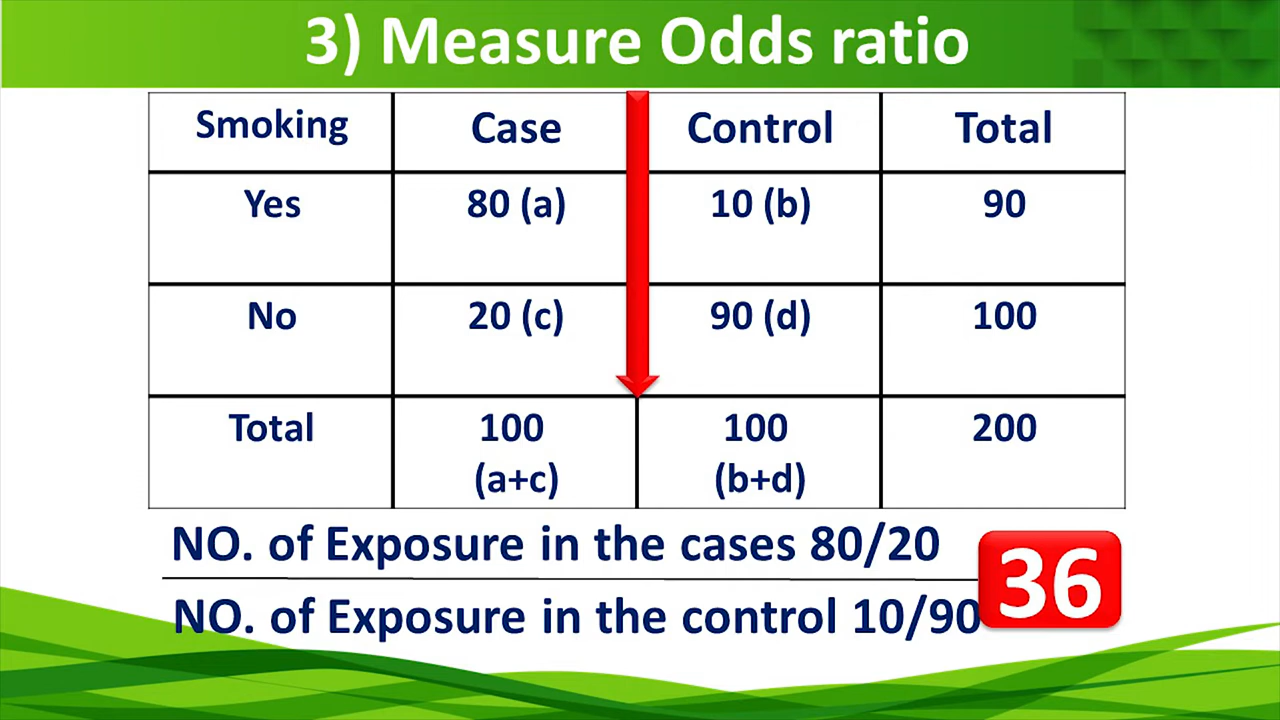 3) Measure Odds ratio
Smoking Case Control Total
Yes 80 (a) 10 (b) 90
No 20 (c) 90 (d) 100
Total 100 100 200
(a+c) (b+d)
NO. of Exposure in the cases 80/20
36
NO. of Exposure in the control 10/90